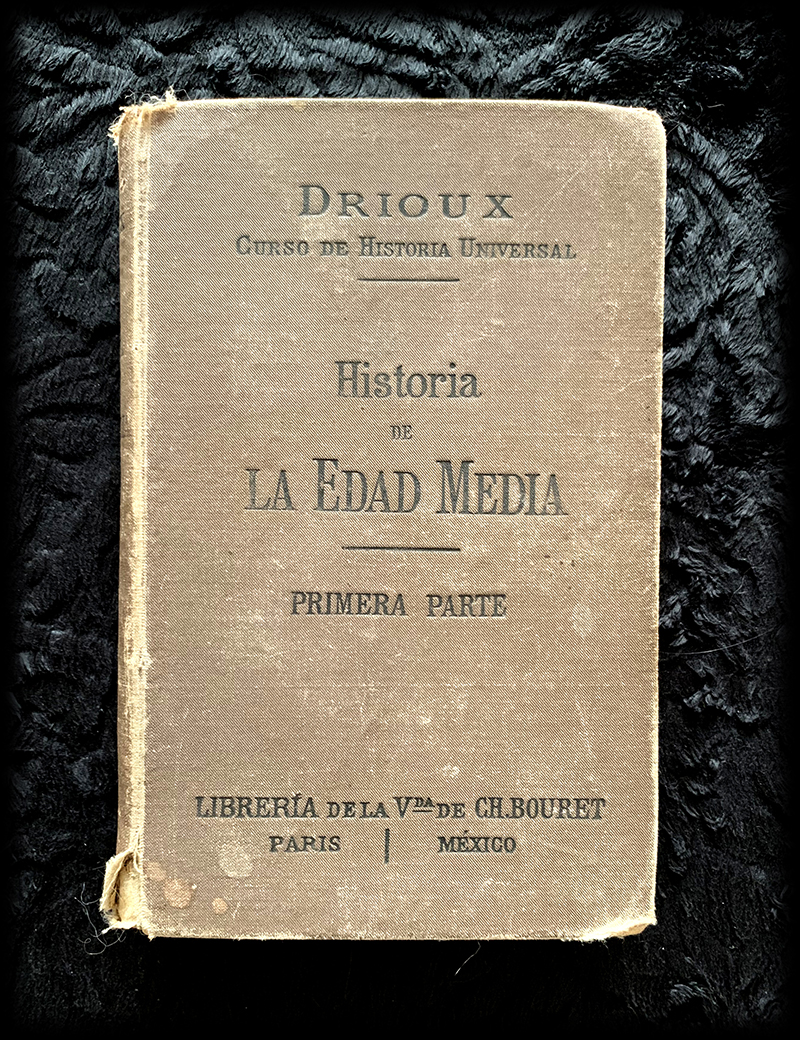 DRIOUX
CURSO DE HISTORIA UNIVERSAL
Historia
DE
LA EDAD MEDIA
PRIMERA PARTE
LIBRERÍA DE LA VDA DE CH. BOURET
PARIS | MÉXICO